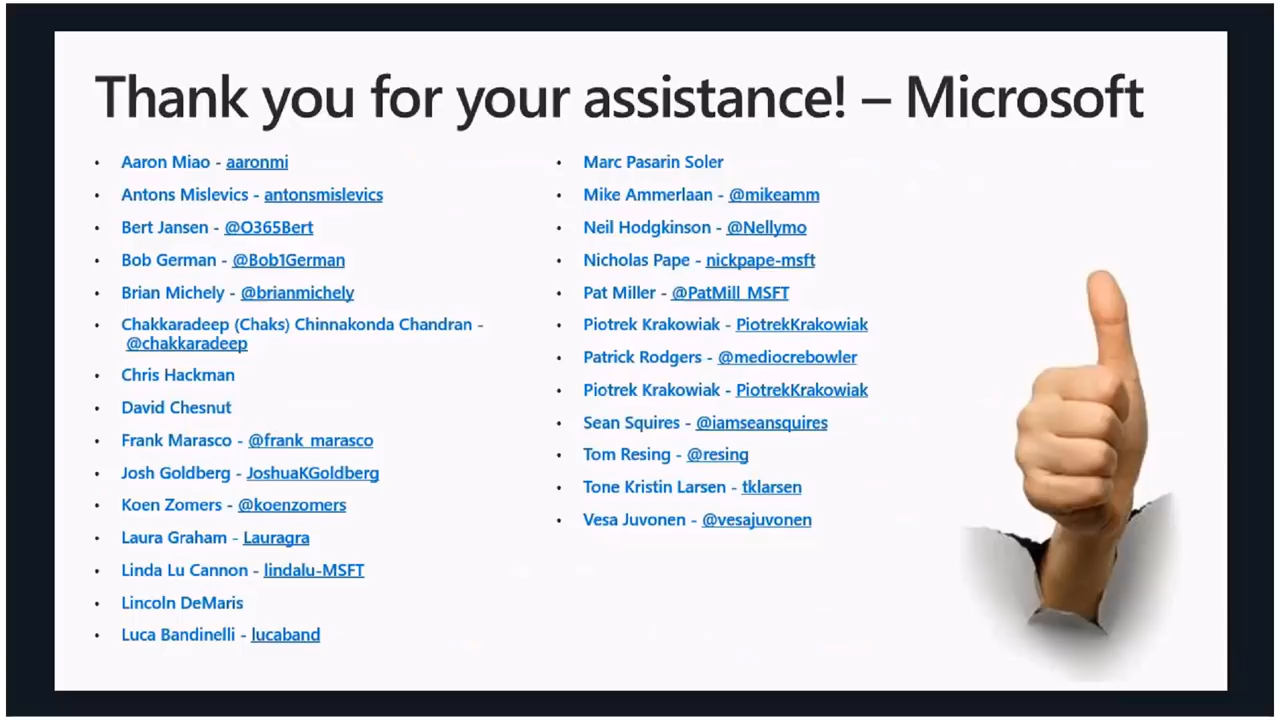 Thank you for your assistance! – Microsoft
• Aaron Miao - aaronmi
• Antons Mislevics - antonsmislevics
• Bert Jansen - @O365Bert
• Bob German - @Bob1German
• Brian Michely - @brianmichely
• Chakkaradeep (Chaks) Chinnakonda Chandran -
@chakkaradeep
• Chris Hackman
• David Chesnut
• Frank Marasco - @frank_marasco
• Josh Goldberg - JoshuaKGoldberg
• Koen Zomers - @koenzomers
• Laura Graham - Lauragra
• Linda Lu Cannon - lindalu-MSFT
• Lincoln DeMaris
• Luca Bandinelli - lucaband
• Marc Pasarin Soler
• Mike Ammerlaan - @mikeamm
• Neil Hodgkinson - @Nellymo
• Nicholas Pape - nickpape-msft
• Pat Miller - @PatMill_MSFT
• Piotrek Krakowiak - PiotrekKrakowiak
• Patrick Rodgers - @mediocrebowler
• Piotrek Krakowiak - PiotrekKrakowiak
• Sean Squires - @iamseansquires
• Tom Resing - @resing
• Tone Kristin Larsen - tklarsen
• Vesa Juvonen - @vesajuvonen